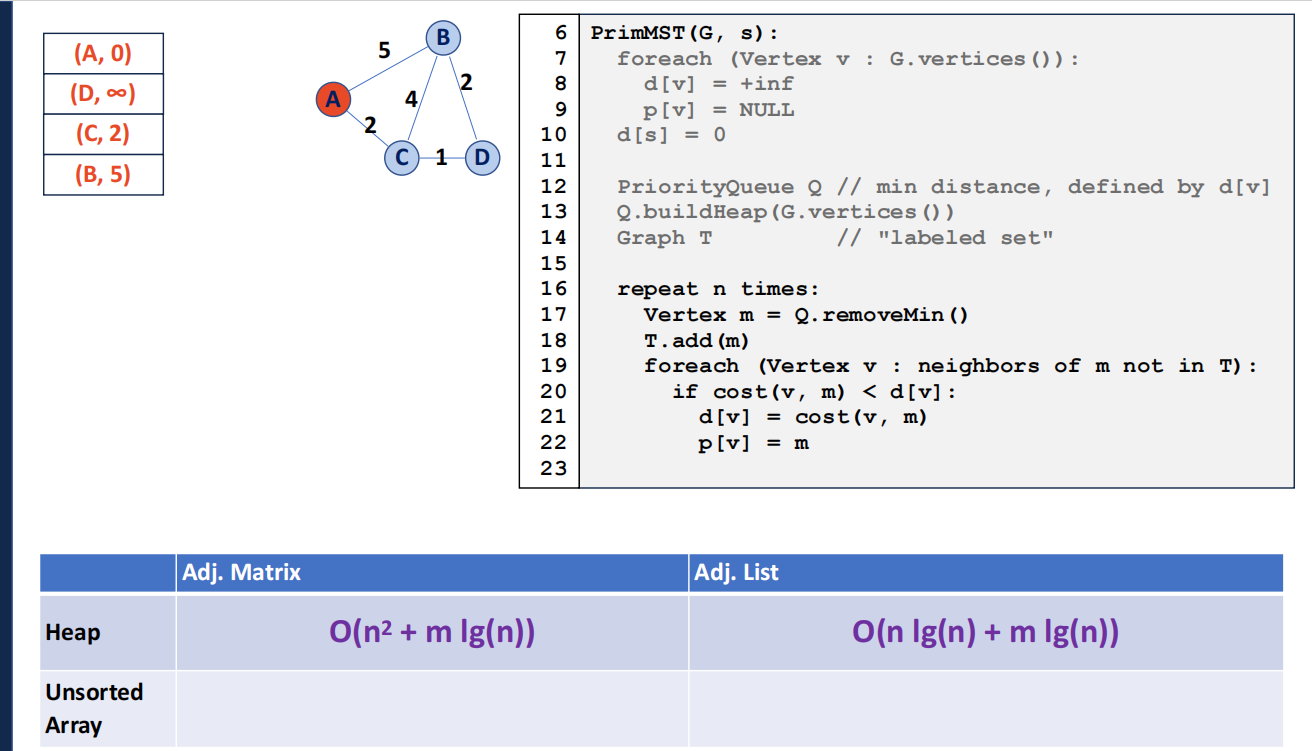 (A, 0)
(D, ∞)
(C, 2)
(B, 5)
B
5
2
A
4
2
C
1
D
6 PrimMST(G, s):
7 foreach (Vertex v : G.vertices()):
8 d[v] = +inf
9 p[v] = NULL
10 d[s] = 0
11
12 PriorityQueue Q // min distance, defined by d[v]
13 Q.buildHeap(G.vertices())
14 Graph T // "labeled set"
15
16 repeat n times:
17 Vertex m = Q.removeMin()
18 T.add(m)
19 foreach (Vertex v : neighbors of m not in T):
20 if cost(v, m) < d[v]:
21 d[v] = cost(v, m)
22 p[v] = m
23
Adj. Matrix Adj. List
Heap O(n² + m lg(n)) O(n lg(n) + m lg(n))
Unsorted
Array